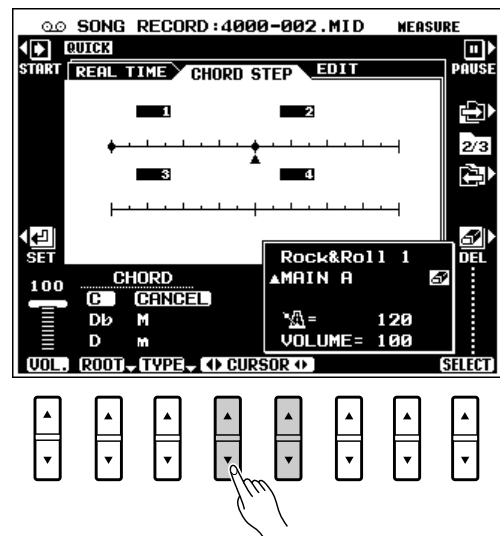 SONG RECORD:4000-002.MID MEASURE
QUICK
START REAL TIME CHORD STEP EDIT PAUSE
1 2
2/3
3 4
SET DEL
Rock&Roll 1
100 CHORD MAIN A
C CANCEL
D♭ M = 120
D m VOLUME= 100
VOL. ROOT TYPE CURSOR SELECT